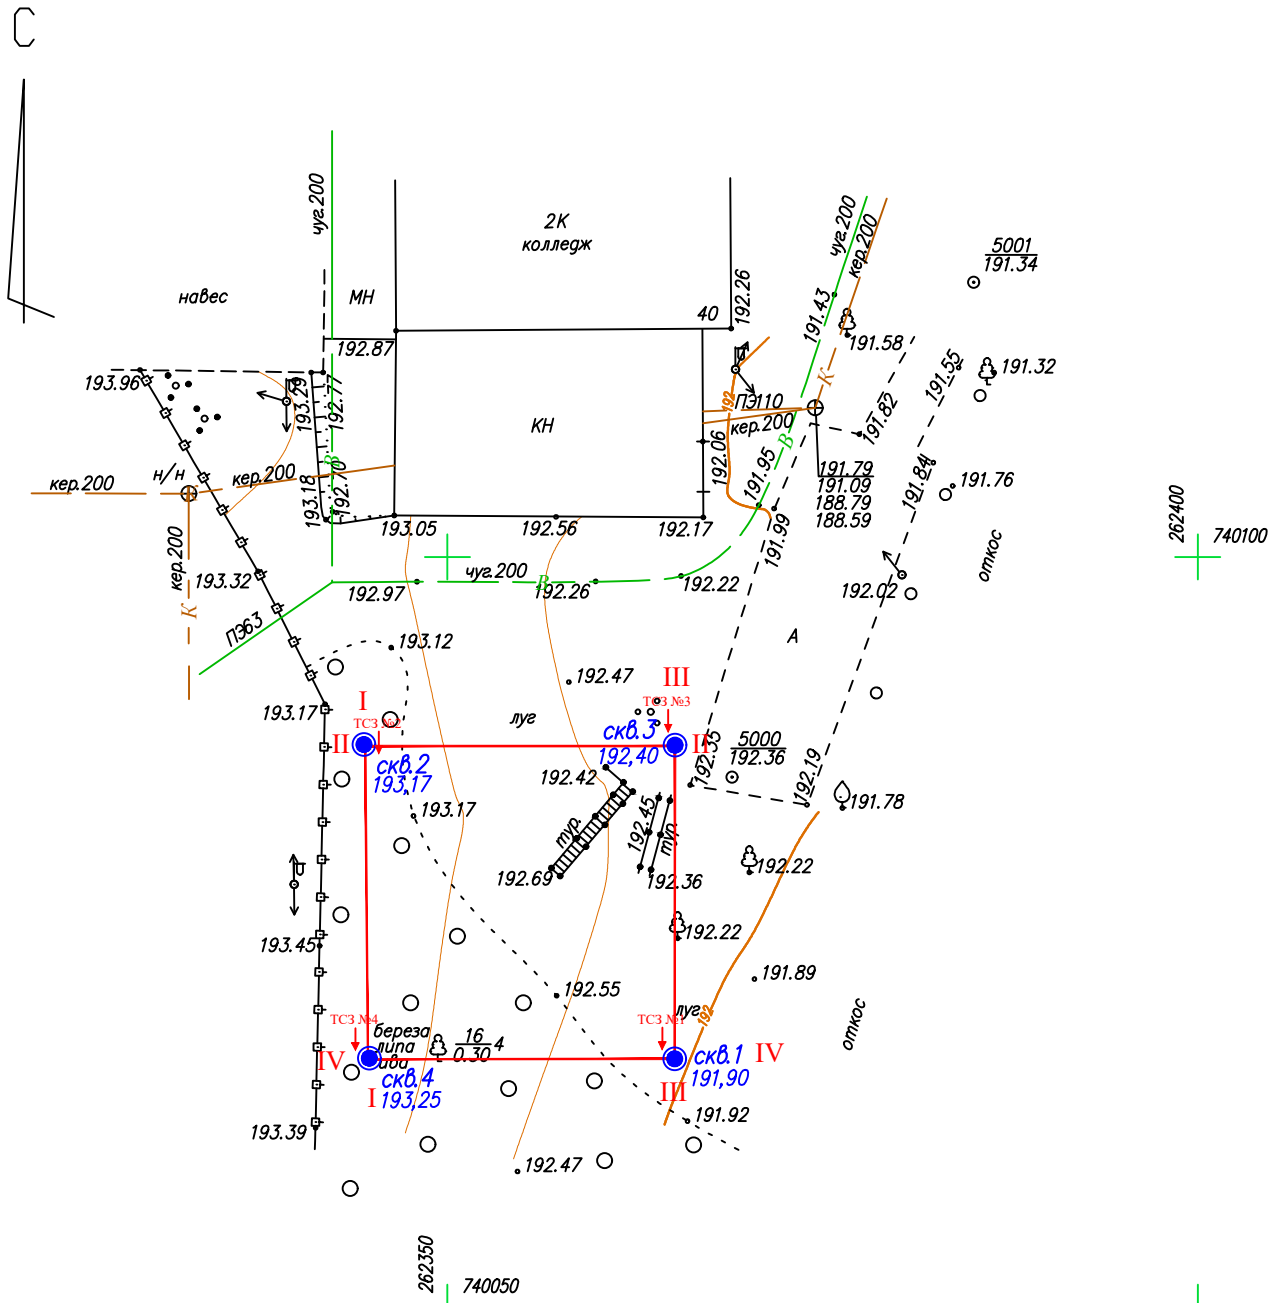 С
чуг.200
2К
колледж
чуг.200
кер.200
5001
191.34
навес
МН
40
192.26
191.43
191.58
192.87
193.96
193.29
192.77
192
ПЭ110
К
191.55
191.32
191.82
КН
кер.200
192.06
В
191.95
н/н
кер.200
кер.200
В
193.18
192.70
191.79
191.09
188.79
188.59
191.84
191.76
193.05
192.56
192.17
191.99
откос
262400
740100
кер.200
193.32
чуг.200
192.97
В
192.26
192.22
192.02
К
ПЭ63
193.12
А
192.47
III
ТСЗ №3
193.17
I
ТСЗ №2
луг
II
скв.3
192,40
II
5000
192.36
192.35
скв.2
193,17
192.42
192.19
193.17
тур.
192.45
тур.
191.78
192.69
192.36
192.22
193.45
192.22
191.89
192.55
луг
192
откос
ТСЗ №4
береза
липа
ива
16
0.30
4
ТСЗ №1
IV
скв.1
191,90
IV
скв.4
193,25
I
III
191.92
193.39
192.47
262350
740050